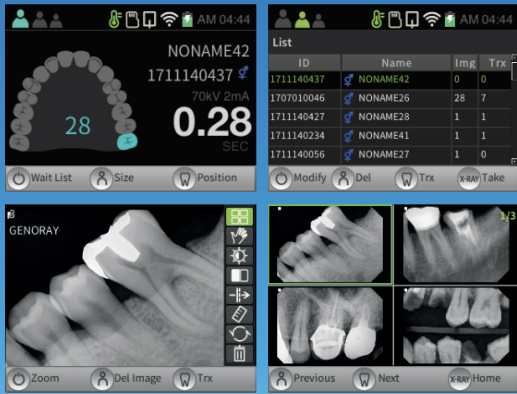 AM 04:44
NONAME42
1711140437
70kV 2mA
28
0.28
SEC
Wait List
Size
Position
AM 04:44
List
ID Name Img Trx
1711140437 NONAME42 0 0
1707010046 NONAME26 28 7
1711140427 NONAME28 1 1
1711140234 NONAME41 1 1
1711140056 NONAME27 1 0
Modify
Del
Trx
X-RAY Take
GENORAY
Zoom
Del Image
Trx
1/3
Previous
Next
X-RAY Home